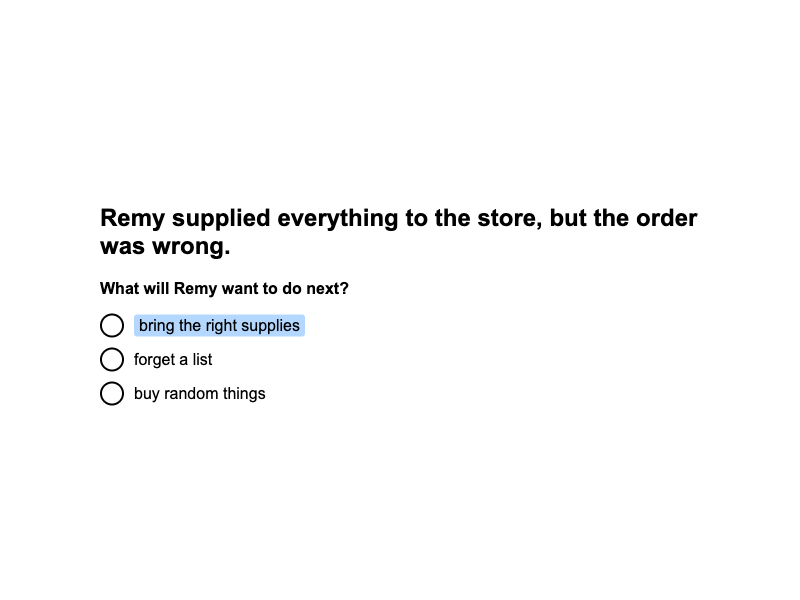 Remy supplied everything to the store, but the order
was wrong.
What will Remy want to do next?
bring the right supplies
forget a list
buy random things